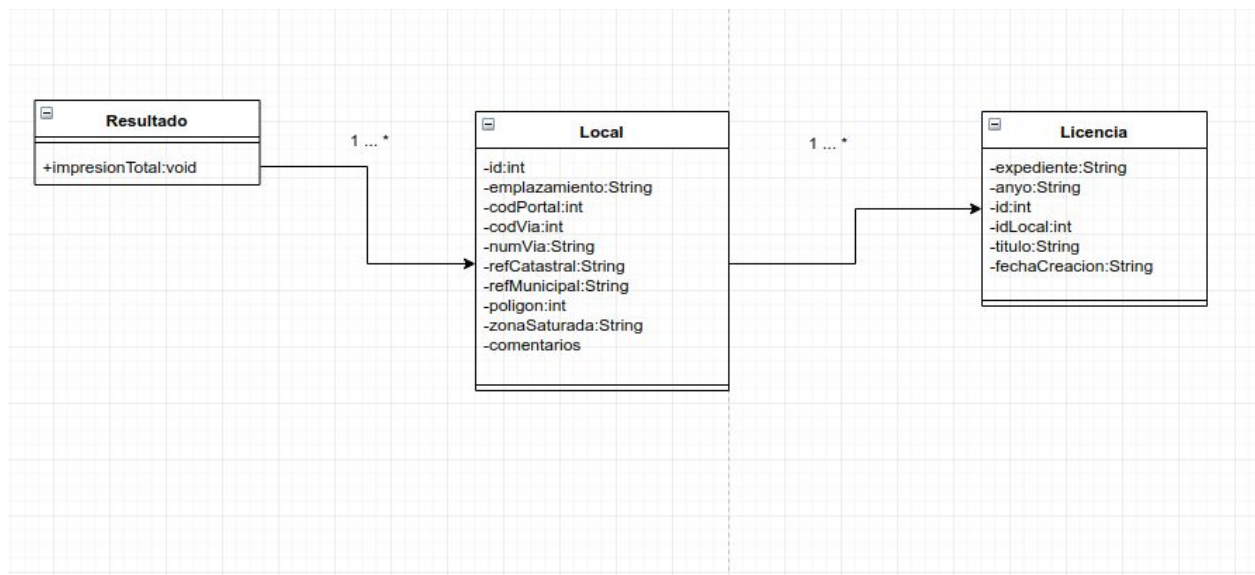 Resultado
+impresionTotal:void
1 ... *
Local
-id:int
-emplazamiento:String
-codPortal:int
-codVia:int
-numVia:String
-refCatastral:String
-refMunicipal:String
-poligon:int
-zonaSaturada:String
-comentarios
1 ... *
Licencia
-expediente:String
-anyo:String
-id:int
-idLocal:int
-titulo:String
-fechaCreacion:String